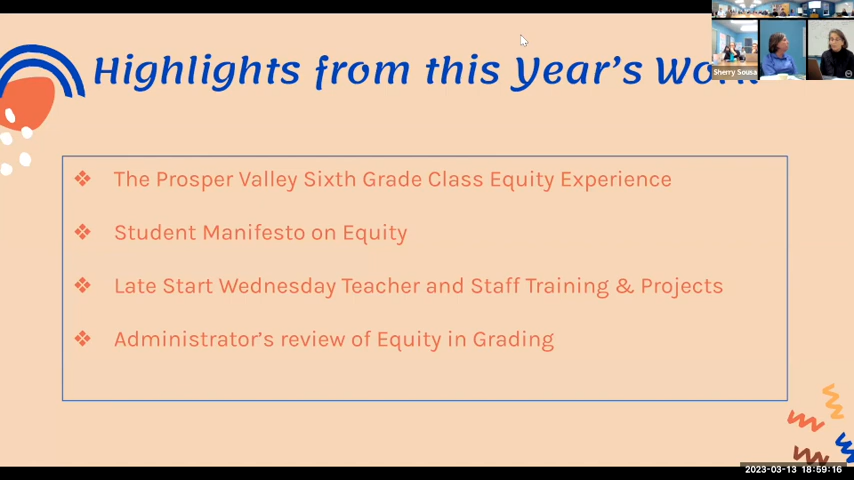 Highlights from this Year's Wor
Sherry Sousa
❖ The Prosper Valley Sixth Grade Class Equity Experience
❖ Student Manifesto on Equity
❖ Late Start Wednesday Teacher and Staff Training & Projects
❖ Administrator's review of Equity in Grading
2023-03-13 18:59:16